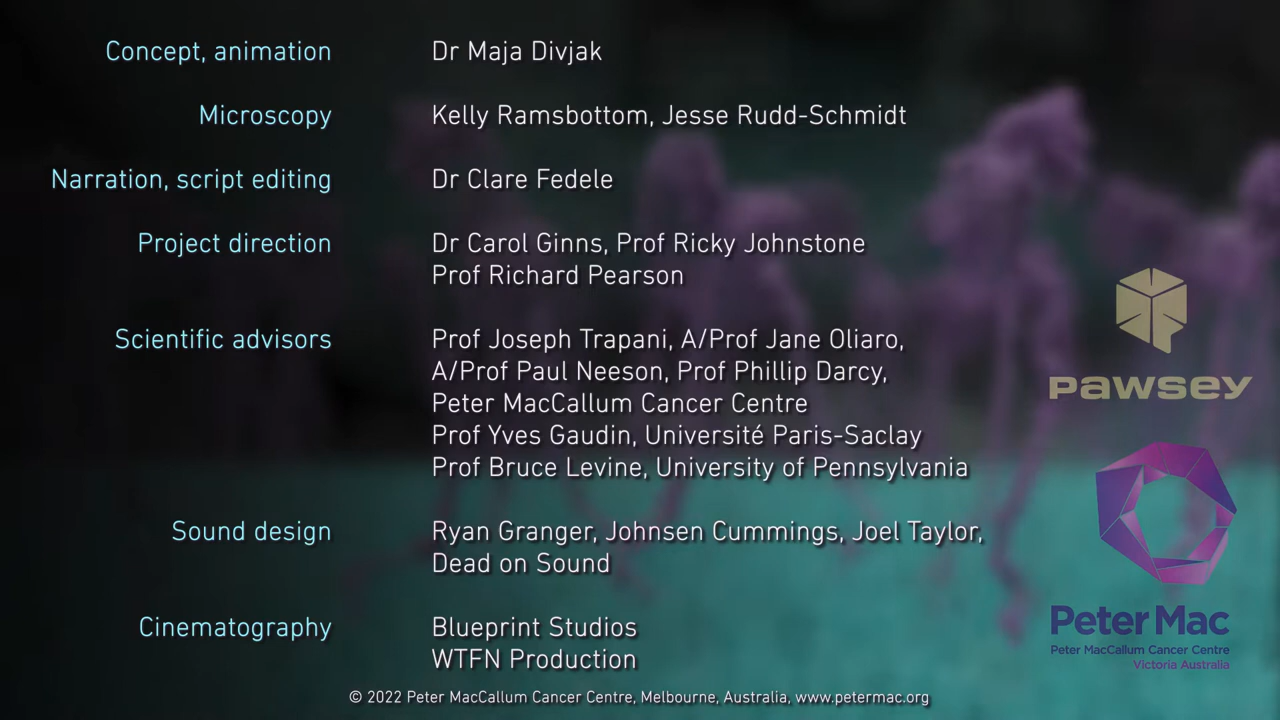 Concept, animation Dr Maja Divjak
Microscopy Kelly Ramsbottom, Jesse Rudd-Schmidt
Narration, script editing Dr Clare Fedele
Project direction Dr Carol Ginns, Prof Ricky Johnstone
Prof Richard Pearson
Scientific advisors Prof Joseph Trapani, A/Prof Jane Oliaro,
A/Prof Paul Neeson, Prof Phillip Darcy,
Peter MacCallum Cancer Centre
Prof Yves Gaudin, Université Paris-Saclay
Prof Bruce Levine, University of Pennsylvania
Sound design Ryan Granger, Johnsen Cummings, Joel Taylor,
Dead on Sound
Cinematography Blueprint Studios
WTFN Production
© 2022 Peter MacCallum Cancer Centre, Melbourne, Australia, www.petermac.org
pawsey
Peter Mac
Peter MacCallum Cancer Centre
Victoria Australia